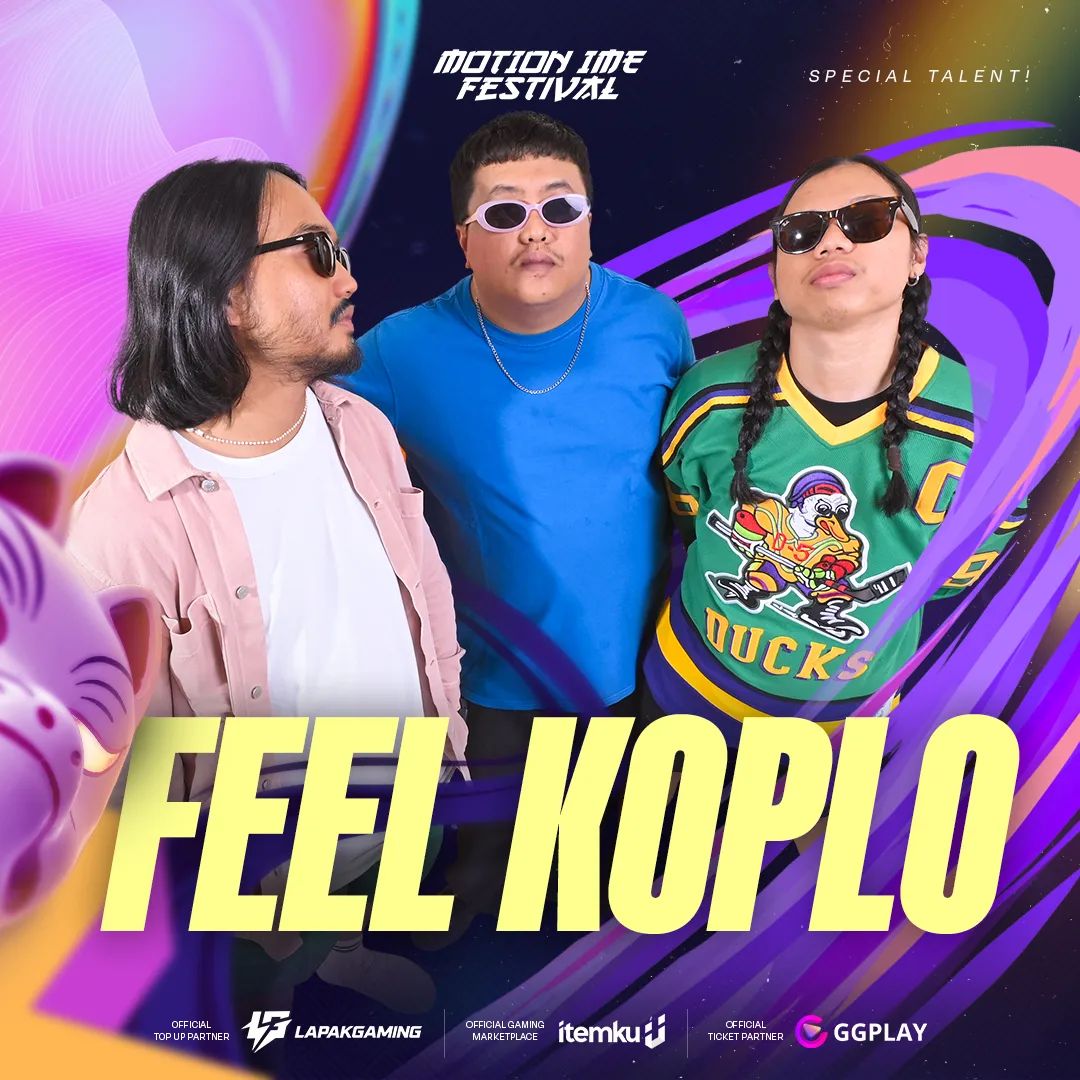 MOTION IME
FESTIVAL
SPECIAL TALENT!
C
9
D-5
DUCKS
FEEL KOPLO
OFFICIAL
TOP UP PARTNER
LAPAKGAMING
OFFICIAL GAMING
MARKETPLACE
itemku
OFFICIAL
TICKET PARTNER
GGPLAY